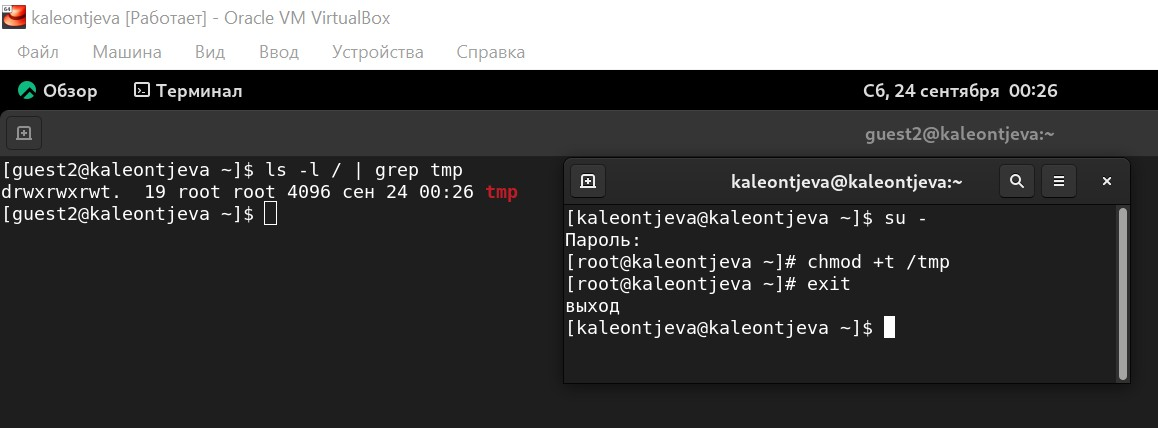 kaleontjeva [Работает] - Oracle VM VirtualBox
Файл Машина Вид Ввод Устройства Справка
Обзор Терминал Сб, 24 сентября 00:26
guest2@kaleontjeva:~
[guest2@kaleontjeva ~]$ ls -l / | grep tmp
drwxrwxrwt. 19 root root 4096 сен 24 00:26 tmp
[guest2@kaleontjeva ~]$
kaleontjeva@kaleontjeva:~
[kaleontjeva@kaleontjeva ~]$ su -
Пароль:
[root@kaleontjeva ~]# chmod +t /tmp
[root@kaleontjeva ~]# exit
выход
[kaleontjeva@kaleontjeva ~]$